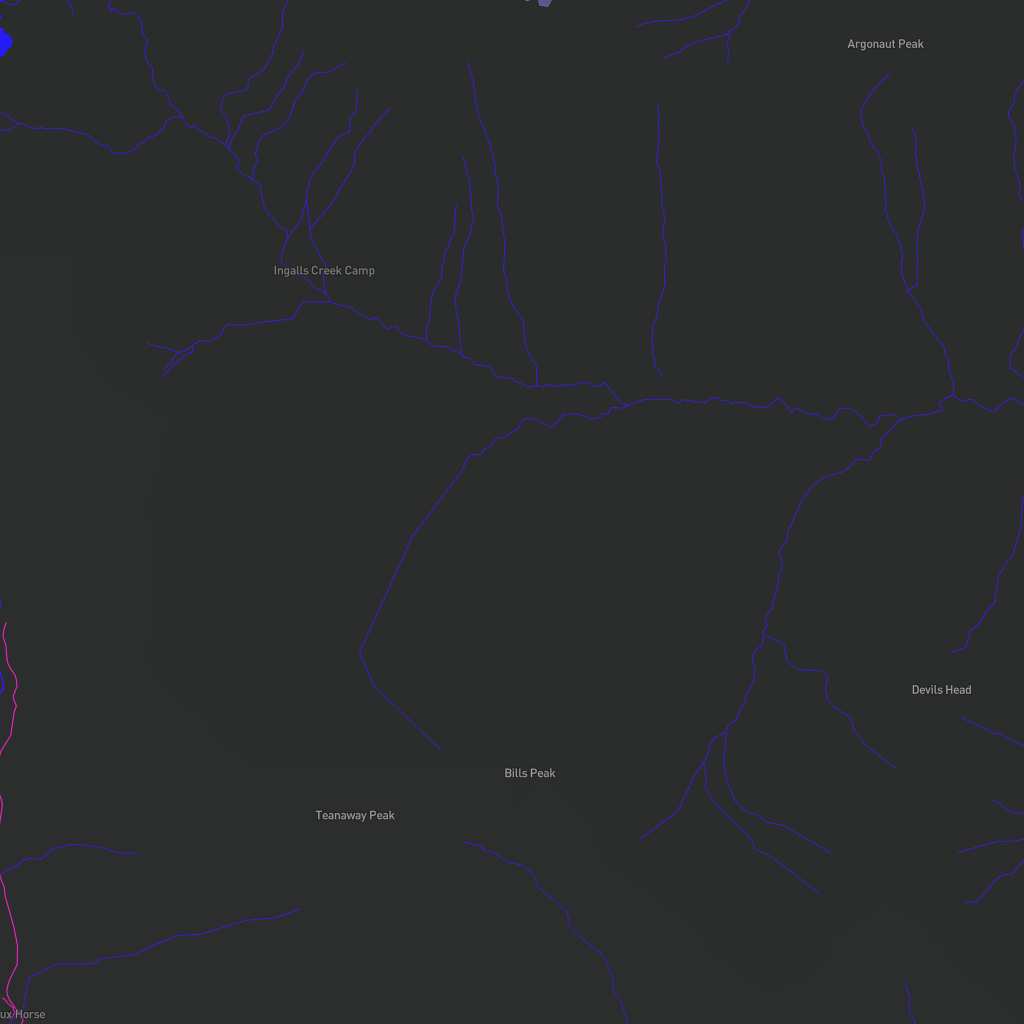 Argonaut Peak
Ingalls Creek Camp
Devils Head
Bills Peak
Teanaway Peak
ux/Horse